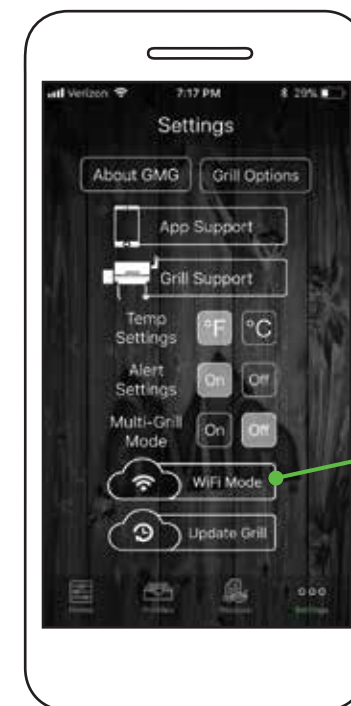 Verizon 7:17 PM 29%
Settings
About GMG Grill Options
App Support
Grill Support
Temp
Settings
°F °C
Alert
Settings
On Off
Multi-Grill
Mode
On Off
WiFi Mode
Update Grill
Settings